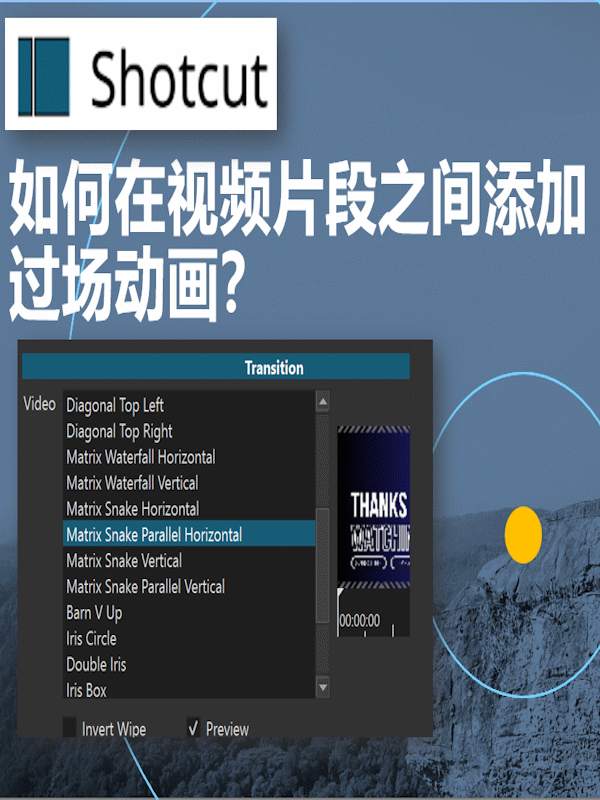 Shotcut
如何在视频片段之间添加
过场动画?
Transition
Video
Diagonal Top Left
Diagonal Top Right
Matrix Waterfall Horizontal
Matrix Waterfall Vertical
Matrix Snake Horizontal
Matrix Snake Parallel Horizontal
Matrix Snake Vertical
Matrix Snake Parallel Vertical
Barn V Up
Iris Circle
Double Iris
Iris Box
THANKS
00:00:00
Invert Wipe
Preview